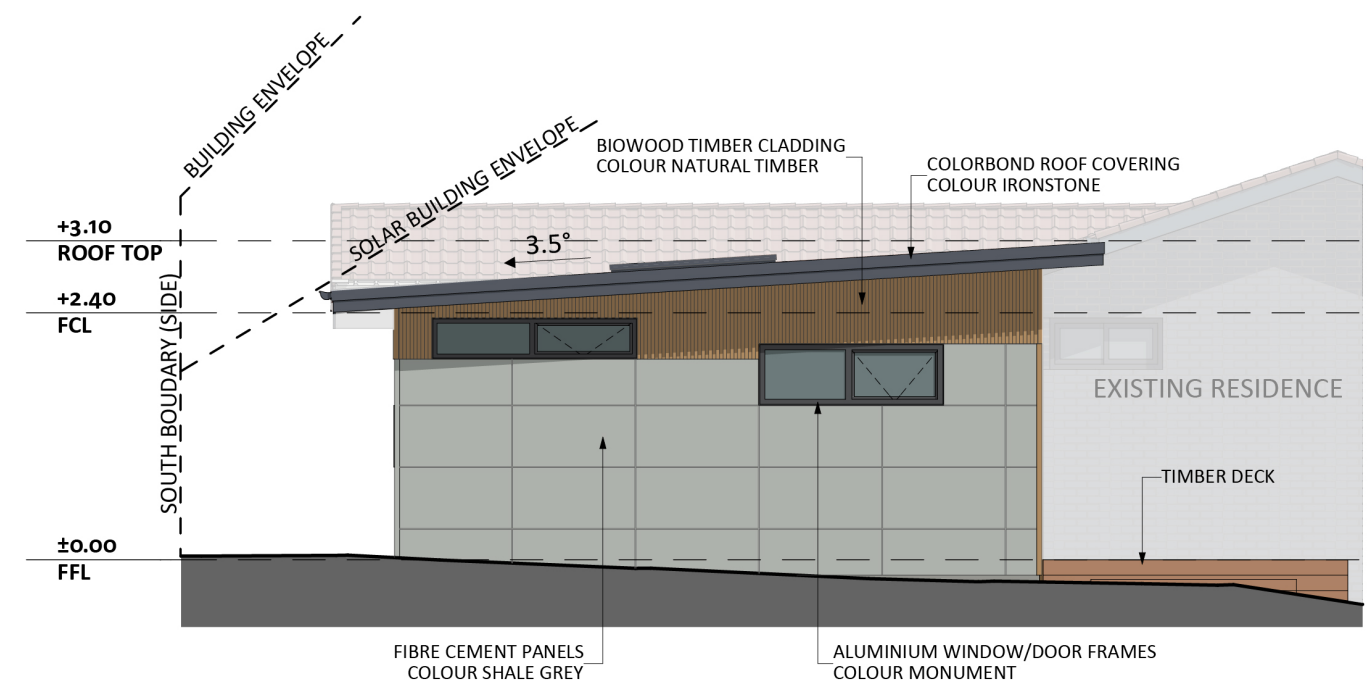 BUILDING ENVELOPE
SOLAR BUILDING ENVELOPE
BIOWOOD TIMBER CLADDING
COLOUR NATURAL TIMBER
COLORBOND ROOF COVERING
COLOUR IRONSTONE
+3.10
ROOF TOP
3.5°
+2.40
FCL
SOUTH BOUDARY (SIDE)
EXISTING RESIDENCE
TIMBER DECK
±0.00
FFL
FIBRE CEMENT PANELS
COLOUR SHALE GREY
ALUMINIUM WINDOW/DOOR FRAMES
COLOUR MONUMENT